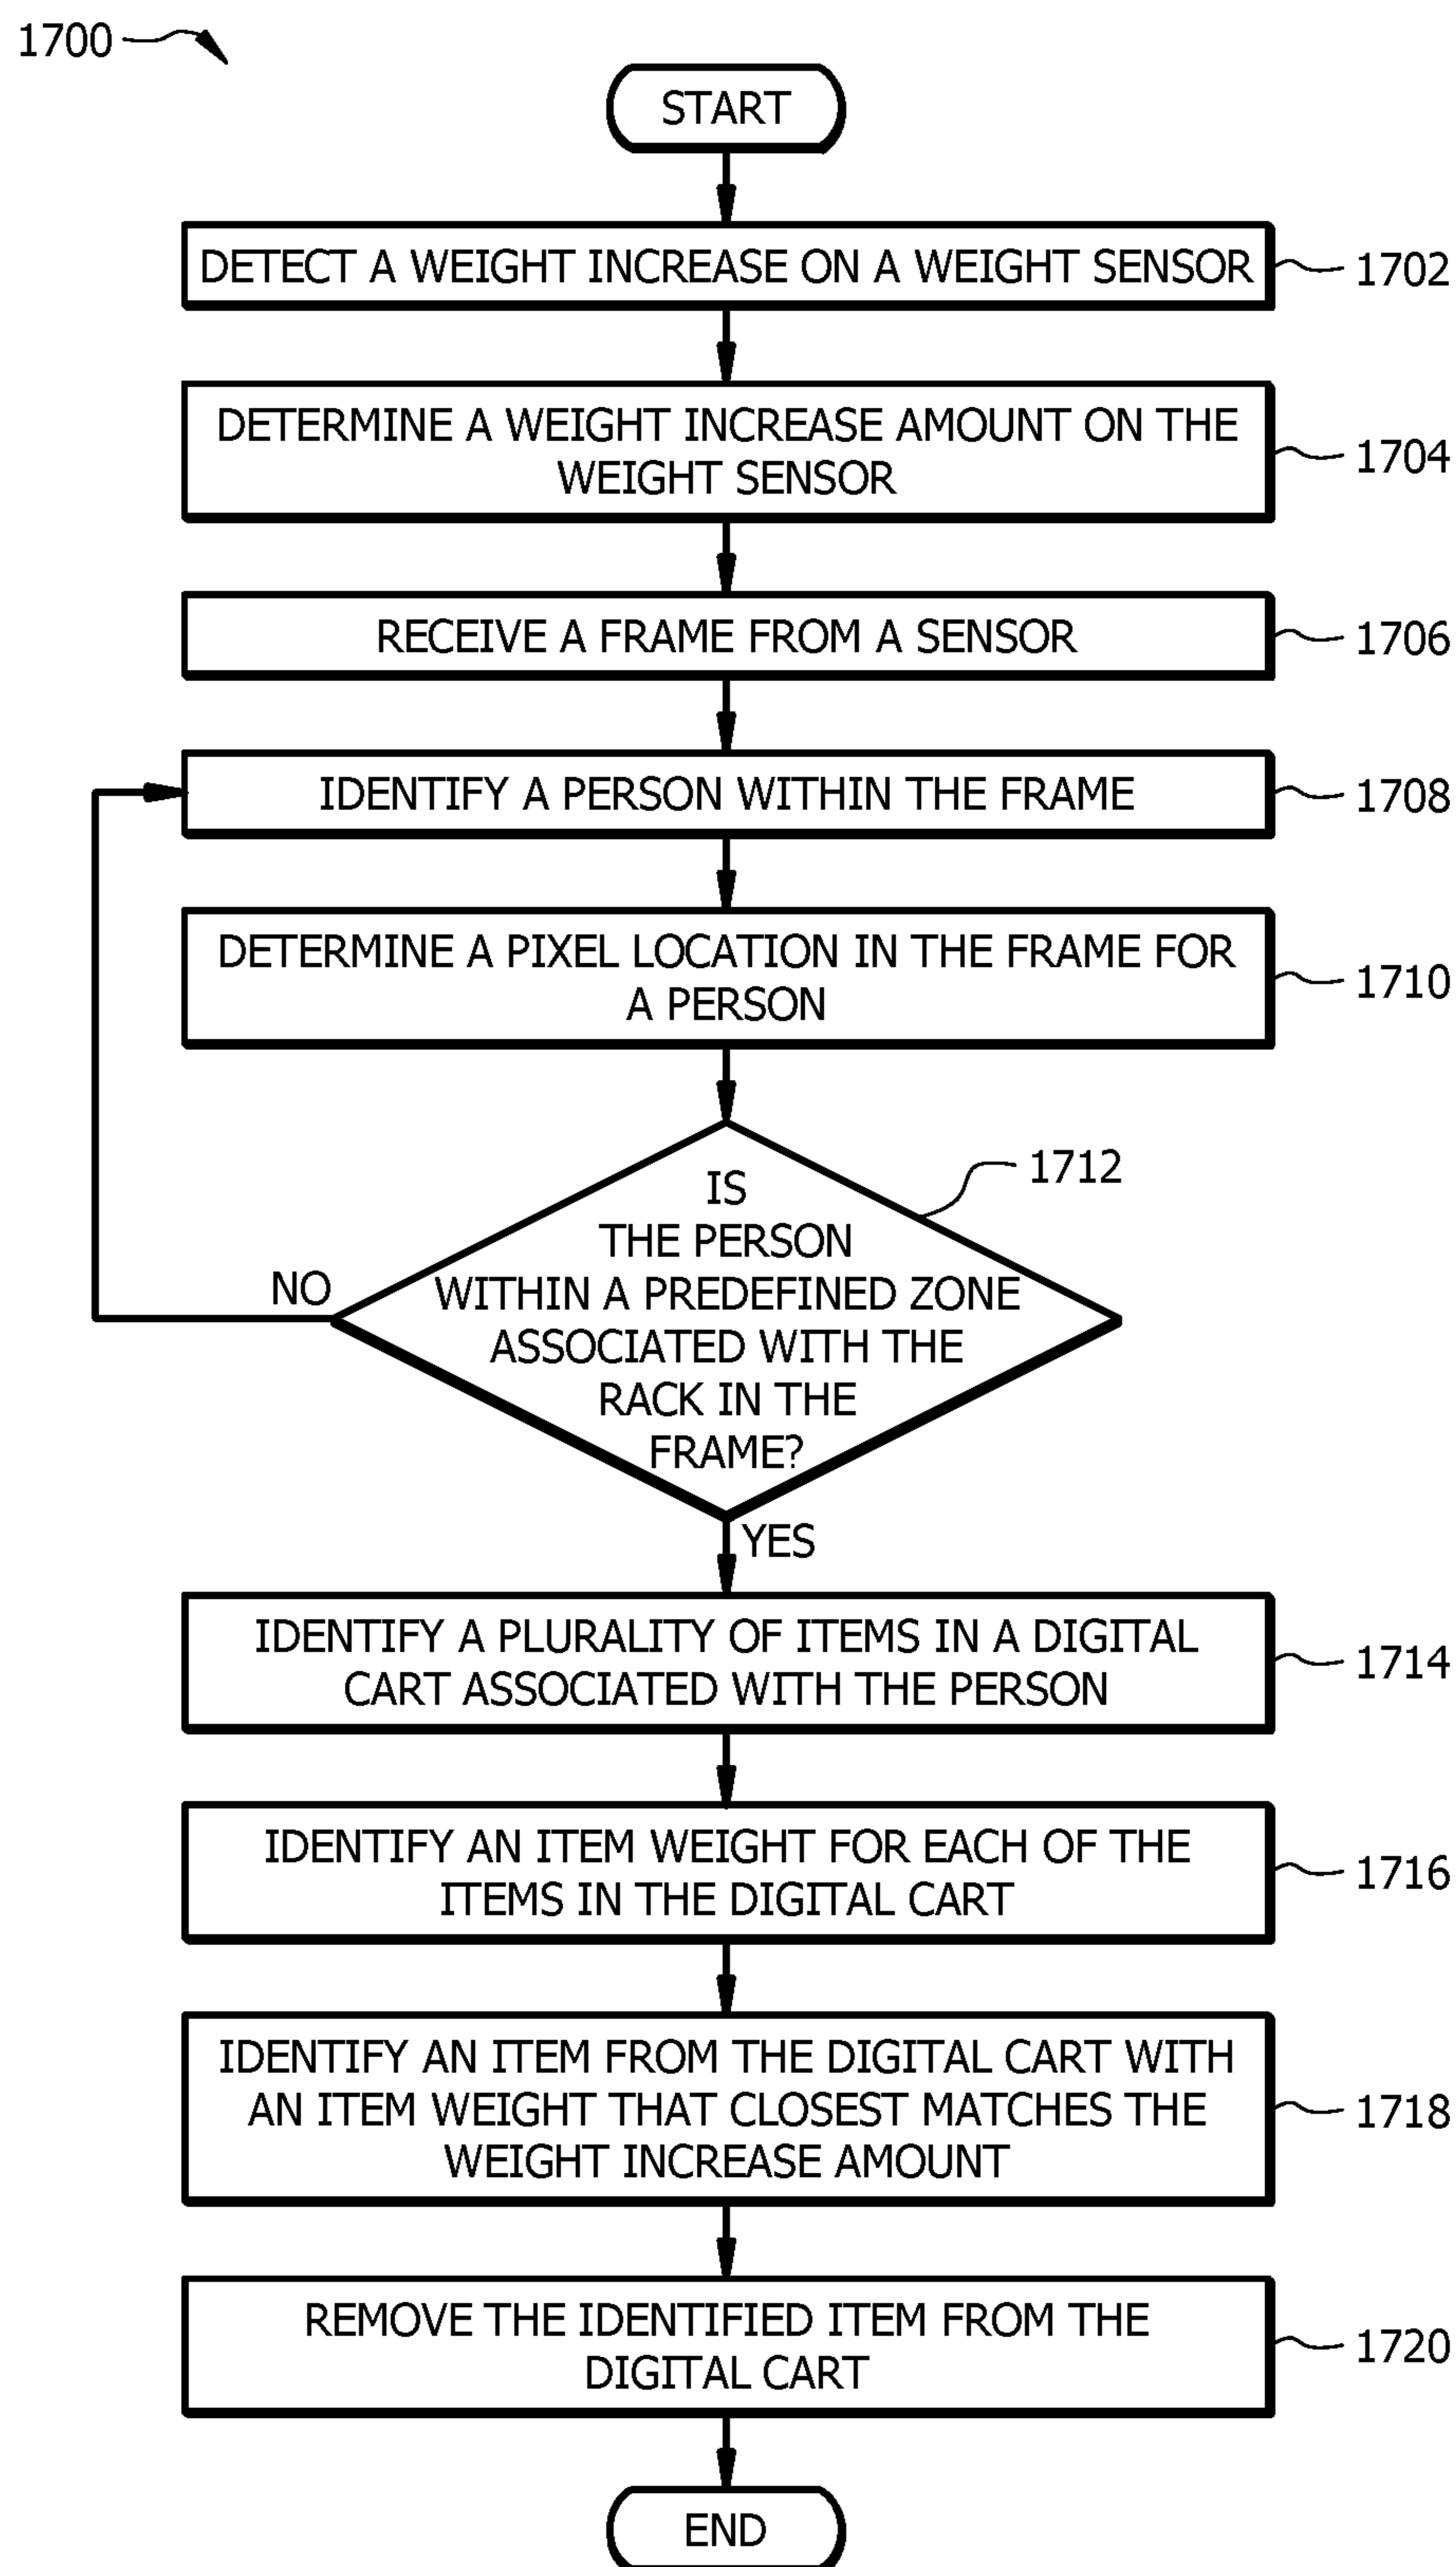 1700
START
DETECT A WEIGHT INCREASE ON A WEIGHT SENSOR
1702
DETERMINE A WEIGHT INCREASE AMOUNT ON THE
WEIGHT SENSOR
1704
RECEIVE A FRAME FROM A SENSOR
1706
IDENTIFY A PERSON WITHIN THE FRAME
1708
DETERMINE A PIXEL LOCATION IN THE FRAME FOR
A PERSON
1710
1712
IS
THE PERSON
WITHIN A PREDEFINED ZONE
ASSOCIATED WITH THE
RACK IN THE
FRAME?
NO
YES
IDENTIFY A PLURALITY OF ITEMS IN A DIGITAL
CART ASSOCIATED WITH THE PERSON
1714
IDENTIFY AN ITEM WEIGHT FOR EACH OF THE
ITEMS IN THE DIGITAL CART
1716
IDENTIFY AN ITEM FROM THE DIGITAL CART WITH
AN ITEM WEIGHT THAT CLOSEST MATCHES THE
WEIGHT INCREASE AMOUNT
1718
REMOVE THE IDENTIFIED ITEM FROM THE
DIGITAL CART
1720
END